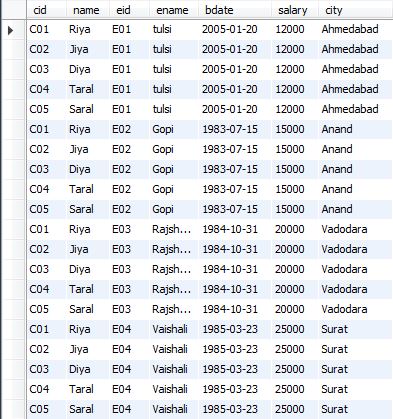 cid name eid ename bdate salary city
C01 Riya E01 tulsi 2005-01-20 12000 Ahmedabad
C02 Jiya E01 tulsi 2005-01-20 12000 Ahmedabad
C03 Diya E01 tulsi 2005-01-20 12000 Ahmedabad
C04 Taral E01 tulsi 2005-01-20 12000 Ahmedabad
C05 Saral E01 tulsi 2005-01-20 12000 Ahmedabad
C01 Riya E02 Gopi 1983-07-15 15000 Anand
C02 Jiya E02 Gopi 1983-07-15 15000 Anand
C03 Diya E02 Gopi 1983-07-15 15000 Anand
C04 Taral E02 Gopi 1983-07-15 15000 Anand
C05 Saral E02 Gopi 1983-07-15 15000 Anand
C01 Riya E03 Rajsh... 1984-10-31 20000 Vadodara
C02 Jiya E03 Rajsh... 1984-10-31 20000 Vadodara
C03 Diya E03 Rajsh... 1984-10-31 20000 Vadodara
C04 Taral E03 Rajsh... 1984-10-31 20000 Vadodara
C05 Saral E03 Rajsh... 1984-10-31 20000 Vadodara
C01 Riya E04 Vaishali 1985-03-23 25000 Surat
C02 Jiya E04 Vaishali 1985-03-23 25000 Surat
C03 Diya E04 Vaishali 1985-03-23 25000 Surat
C04 Taral E04 Vaishali 1985-03-23 25000 Surat
C05 Saral E04 Vaishali 1985-03-23 25000 Surat